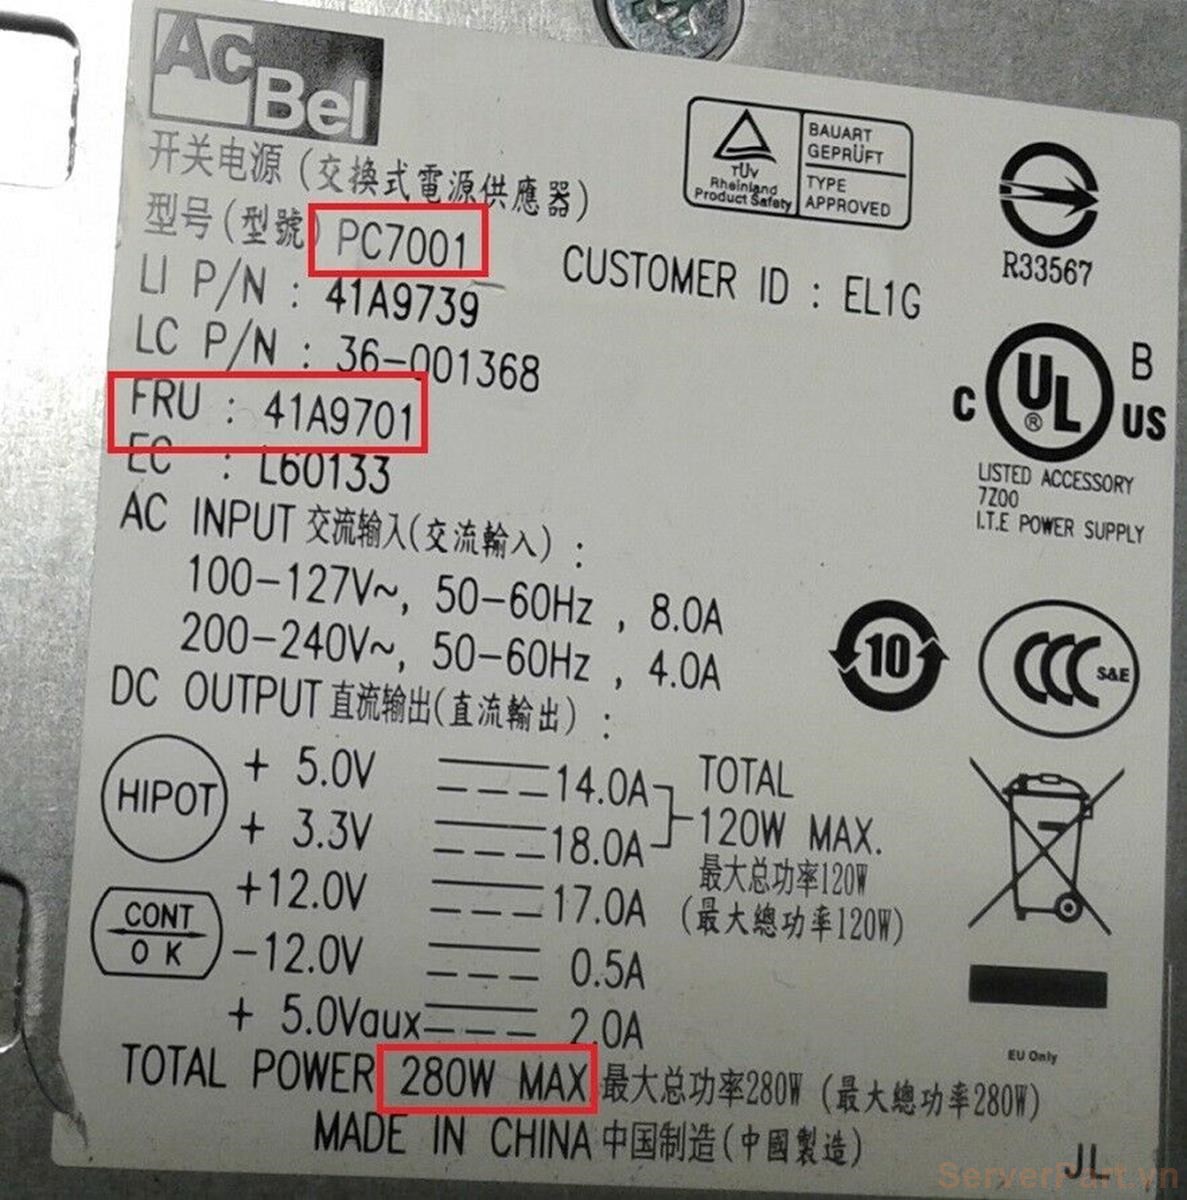 AcBel
开关电源 (交換式電源供應器)
型号 (型號) PC7001
LI P/N : 41A9739
LC P/N : 36-001368
FRU : 41A9701
EC : L60133
CUSTOMER ID : EL1G
TÜV
Rheinland
Product Safety
BAUART
GEPRÜFT
TYPE
APPROVED
R33567
C UL ® US
B
LISTED ACCESSORY
7Z00
I.T.E POWER SUPPLY
AC INPUT 交流输入(交流輸入) :
100-127V~, 50-60Hz , 8.0A
200-240V~, 50-60Hz , 4.0A
10
CCC S&E
DC OUTPUT 直流输出(直流輸出) :
HIPOT
CONT
O K
+ 5.0V 14.0A
+ 3.3V 18.0A
TOTAL
120W MAX.
最大总功率120W
(最大總功率120W)
+12.0V 17.0A
-12.0V 0.5A
+ 5.0Vaux 2.0A
EU Only
TOTAL POWER 280W MAX 最大总功率280W (最大總功率280W)
MADE IN CHINA 中国制造(中國製造)
JL
ServerPart.vn